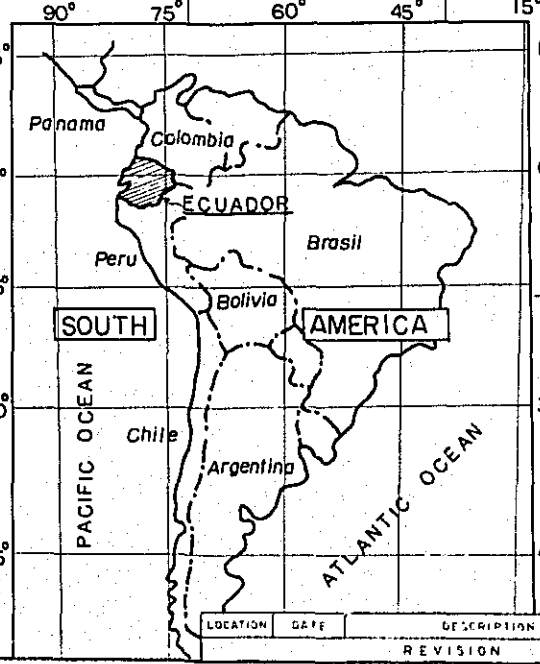 90° 75° 60° 45° 15°
Panama
Colombia
ECUADOR
Brasil
Peru
Bolivia
SOUTH AMERICA
PACIFIC OCEAN
Chile
Argentina
ATLANTIC OCEAN
LOCATION DATE DESCRIPTION
REVISION